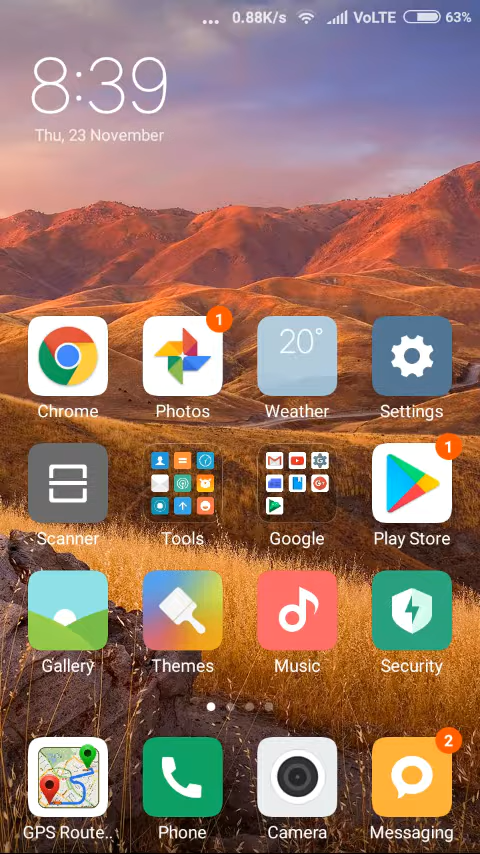 ... 0.88K/s VoLTE 63%
8:39
Thu, 23 November
1
20°
Chrome Photos Weather Settings
1
Scanner Tools Google Play Store
Gallery Themes Music Security
2
GPS Route.. Phone Camera Messaging